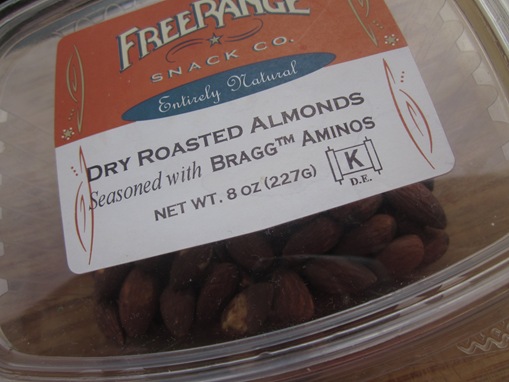 FREERANGE
SNACK CO.
Entirely Natural
DRY ROASTED ALMONDS
Seasoned with BRAGG™ AMINOS
NET WT. 8 OZ (227G)
K
D.E.